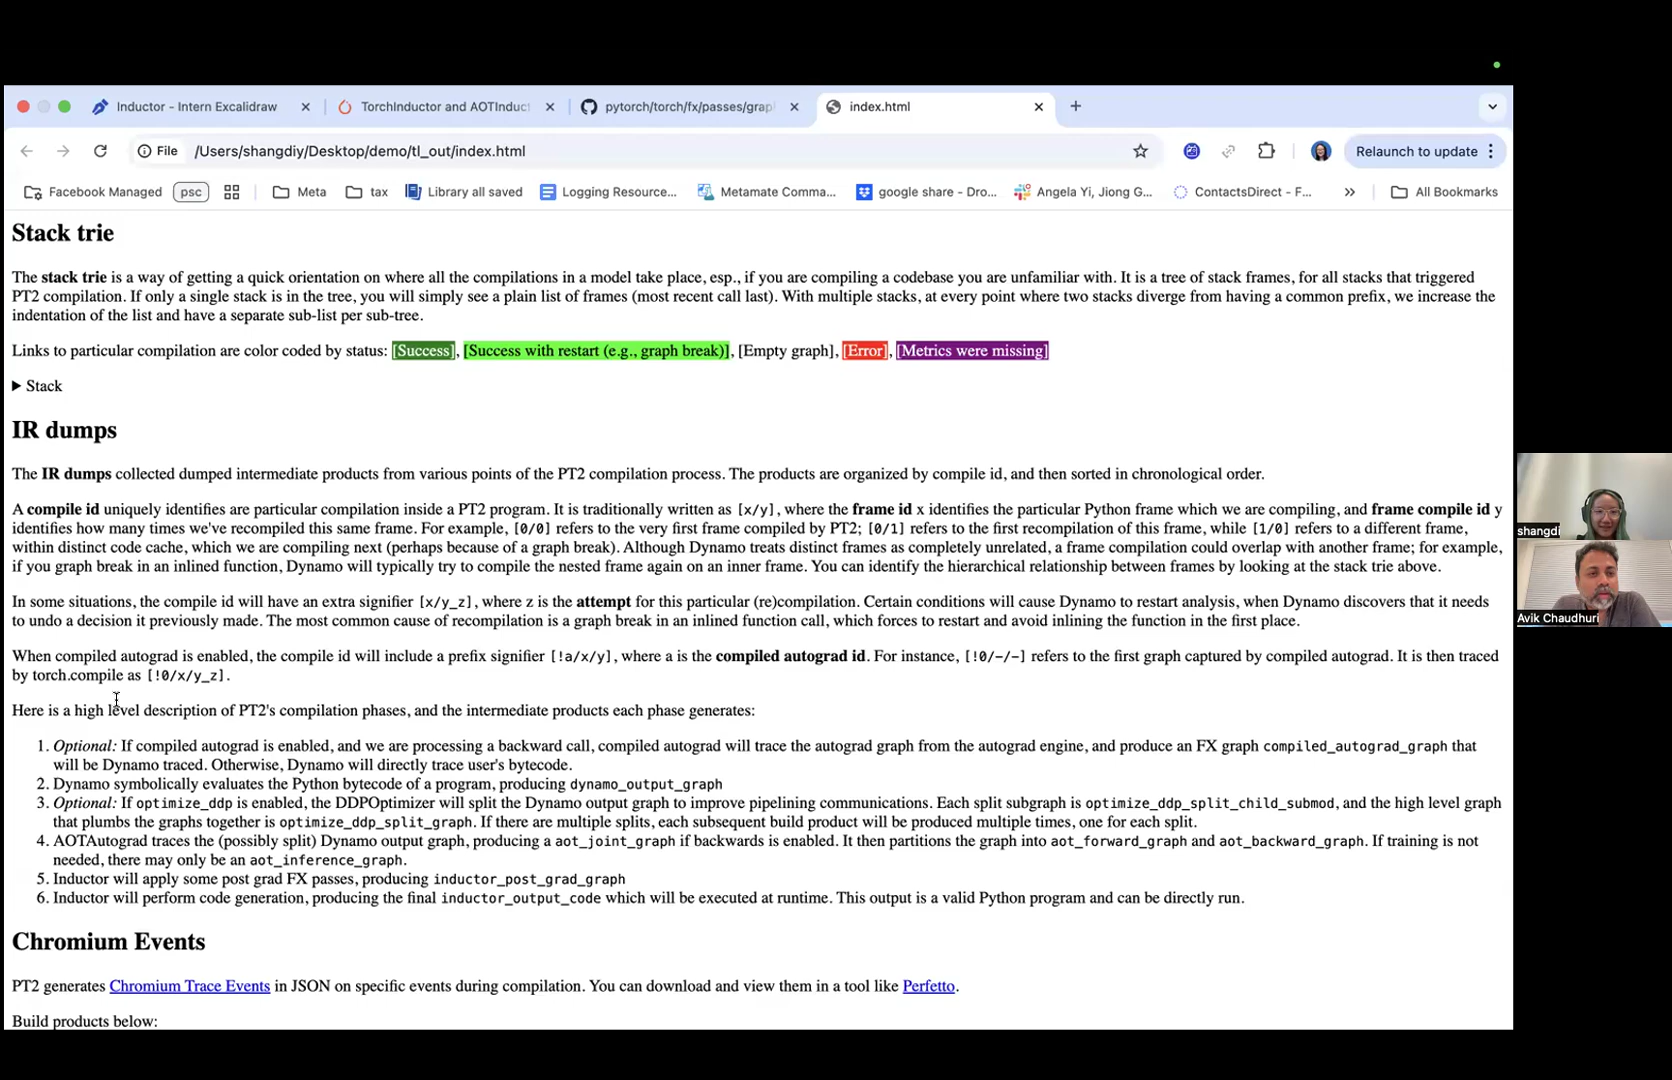 Inductor - Intern Excalidraw
TorchInductor and AOTInduct
pytorch/torch/fx/passes/grap
index.html
File /Users/shangdiy/Desktop/demo/tl_out/index.html
Relaunch to update
Facebook Managed
psc
Meta
tax
Library all saved
Logging Resource...
Metamate Comma...
google share - Dro...
Angela Yi, Jiong G...
ContactsDirect - F...
»
All Bookmarks
Stack trie
The stack trie is a way of getting a quick orientation on where all the compilations in a model take place, esp., if you are compiling a codebase you are unfamiliar with. It is a tree of stack frames, for all stacks that triggered
PT2 compilation. If only a single stack is in the tree, you will simply see a plain list of frames (most recent call last). With multiple stacks, at every point where two stacks diverge from having a common prefix, we increase the
indentation of the list and have a separate sub-list per sub-tree.
Links to particular compilation are color coded by status: [Success], [Success with restart (e.g., graph break)], [Empty graph], [Error], [Metrics were missing]
Stack
IR dumps
The IR dumps collected dumped intermediate products from various points of the PT2 compilation process. The products are organized by compile id, and then sorted in chronological order.
A compile id uniquely identifies are particular compilation inside a PT2 program. It is traditionally written as [x/y], where the frame id x identifies the particular Python frame which we are compiling, and frame compile id y
identifies how many times we've recompiled this same frame. For example, [0/0] refers to the very first frame compiled by PT2; [0/1] refers to the first recompilation of this frame, while [1/0] refers to a different frame,
within distinct code cache, which we are compiling next (perhaps because of a graph break). Although Dynamo treats distinct frames as completely unrelated, a frame compilation could overlap with another frame; for example,
if you graph break in an inlined function, Dynamo will typically try to compile the nested frame again on an inner frame. You can identify the hierarchical relationship between frames by looking at the stack trie above.
In some situations, the compile id will have an extra signifier [x/y_z], where z is the attempt for this particular (re)compilation. Certain conditions will cause Dynamo to restart analysis, when Dynamo discovers that it needs
to undo a decision it previously made. The most common cause of recompilation is a graph break in an inlined function call, which forces to restart and avoid inlining the function in the first place.
When compiled autograd is enabled, the compile id will include a prefix signifier [!a/x/y], where a is the compiled autograd id. For instance, [!0/-/-] refers to the first graph captured by compiled autograd. It is then traced
by torch.compile as [!0/x/y_z].
Here is a high level description of PT2's compilation phases, and the intermediate products each phase generates:
1. Optional: If compiled autograd is enabled, and we are processing a backward call, compiled autograd will trace the autograd graph from the autograd engine, and produce an FX graph compiled_autograd_graph that
will be Dynamo traced. Otherwise, Dynamo will directly trace user's bytecode.
2. Dynamo symbolically evaluates the Python bytecode of a program, producing dynamo_output_graph
3. Optional: If optimize_ddp is enabled, the DDPOptimizer will split the Dynamo output graph to improve pipelining communications. Each split subgraph is optimize_ddp_split_child_submod, and the high level graph
that plumbs the graphs together is optimize_ddp_split_graph. If there are multiple splits, each subsequent build product will be produced multiple times, one for each split.
4. AOTAutograd traces the (possibly split) Dynamo output graph, producing a aot_joint_graph if backwards is enabled. It then partitions the graph into aot_forward_graph and aot_backward_graph. If training is not
needed, there may only be an aot_inference_graph.
5. Inductor will apply some post grad FX passes, producing inductor_post_grad_graph
6. Inductor will perform code generation, producing the final inductor_output_code which will be executed at runtime. This output is a valid Python program and can be directly run.
Chromium Events
PT2 generates Chromium Trace Events in JSON on specific events during compilation. You can download and view them in a tool like Perfetto.
Build products below:
shangdi
Avik Chaudhuri